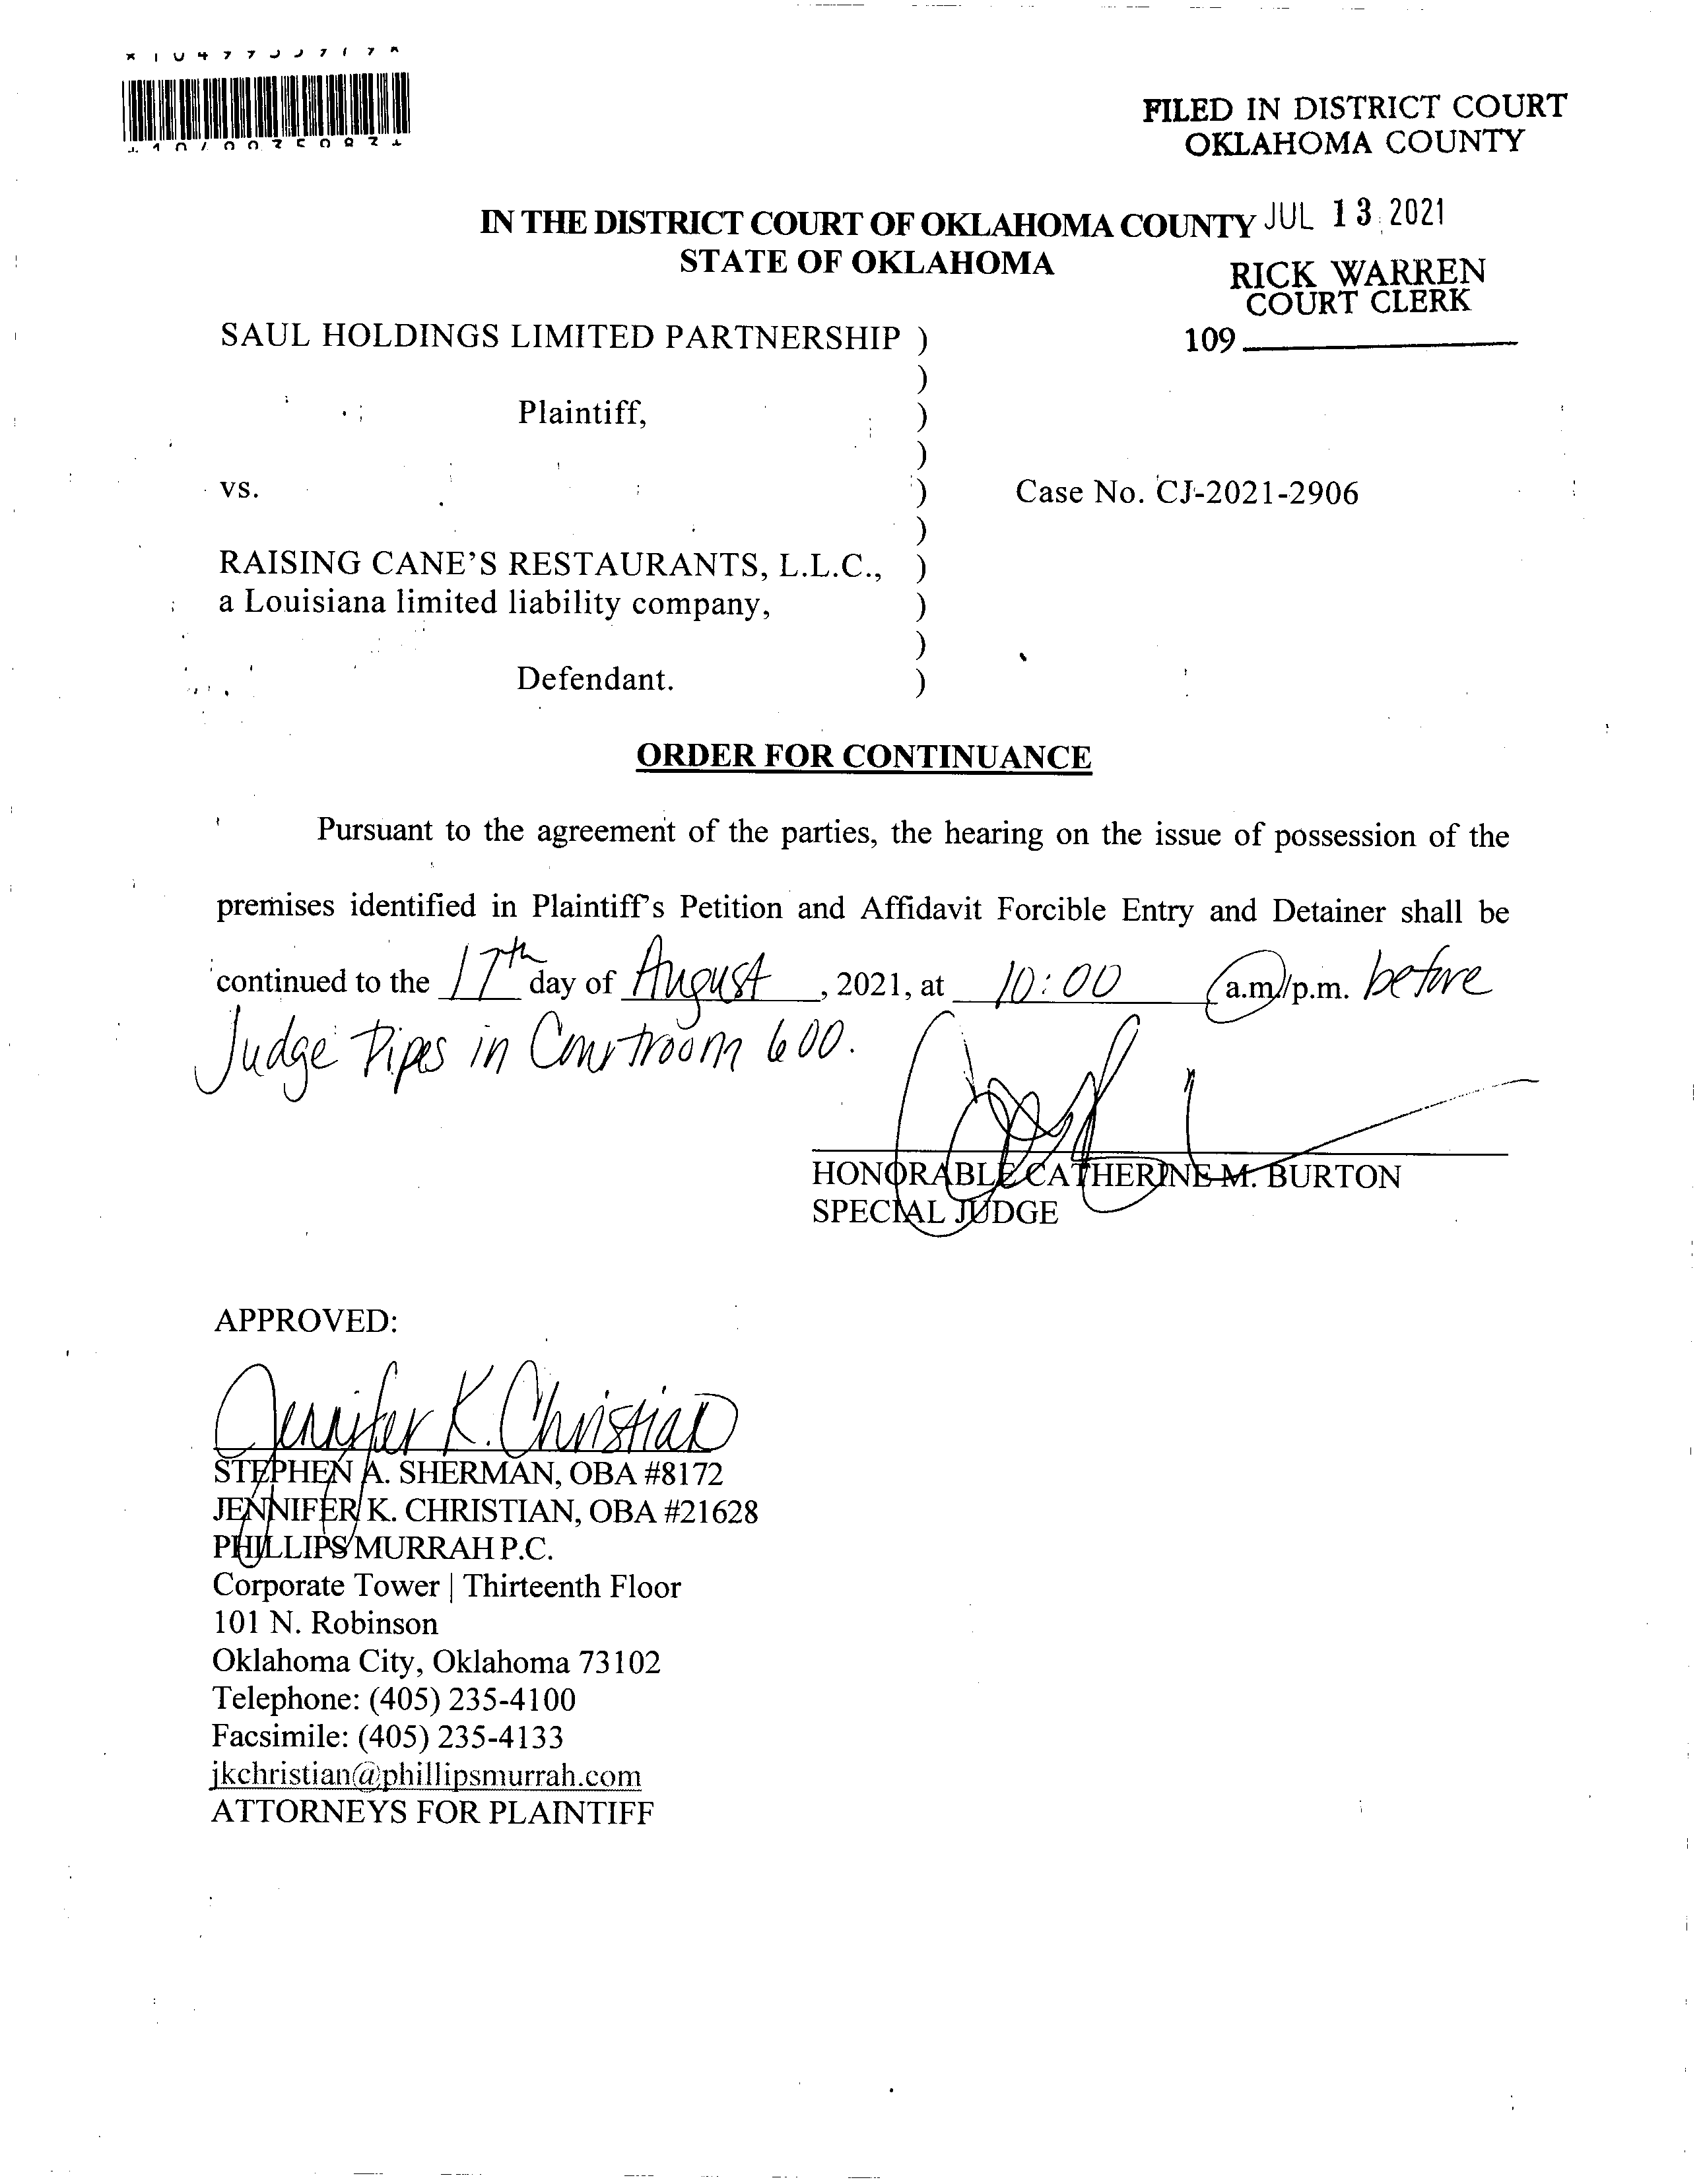 FILED IN DISTRICT COURT
OKLAHOMA COUNTY
IN THE DISTRICT COURT OF OKLAHOMA COUNTY JUL 13 2021
STATE OF OKLAHOMA
RICK WARREN
COURT CLERK
109
SAUL HOLDINGS LIMITED PARTNERSHIP )
)
Plaintiff, )
)
vs. ) Case No. CJ-2021-2906
)
RAISING CANE'S RESTAURANTS, L.L.C., )
a Louisiana limited liability company, )
)
Defendant. )
ORDER FOR CONTINUANCE
Pursuant to the agreement of the parties, the hearing on the issue of possession of the
premises identified in Plaintiff's Petition and Affidavit Forcible Entry and Detainer shall be
continued to the 17th day of August, 2021, at 10:00 a.m./p.m. before
Judge Pipes in Courtroom 600.
HONORABLE CATHERINE M. BURTON
SPECIAL JUDGE
APPROVED:
Jennifer K. Christian
STEPHEN A. SHERMAN, OBA #8172
JENNIFER K. CHRISTIAN, OBA #21628
PHILLIPS MURRAH P.C.
Corporate Tower | Thirteenth Floor
101 N. Robinson
Oklahoma City, Oklahoma 73102
Telephone: (405) 235-4100
Facsimile: (405) 235-4133
jkchristian@phillipsmurrah.com
ATTORNEYS FOR PLAINTIFF